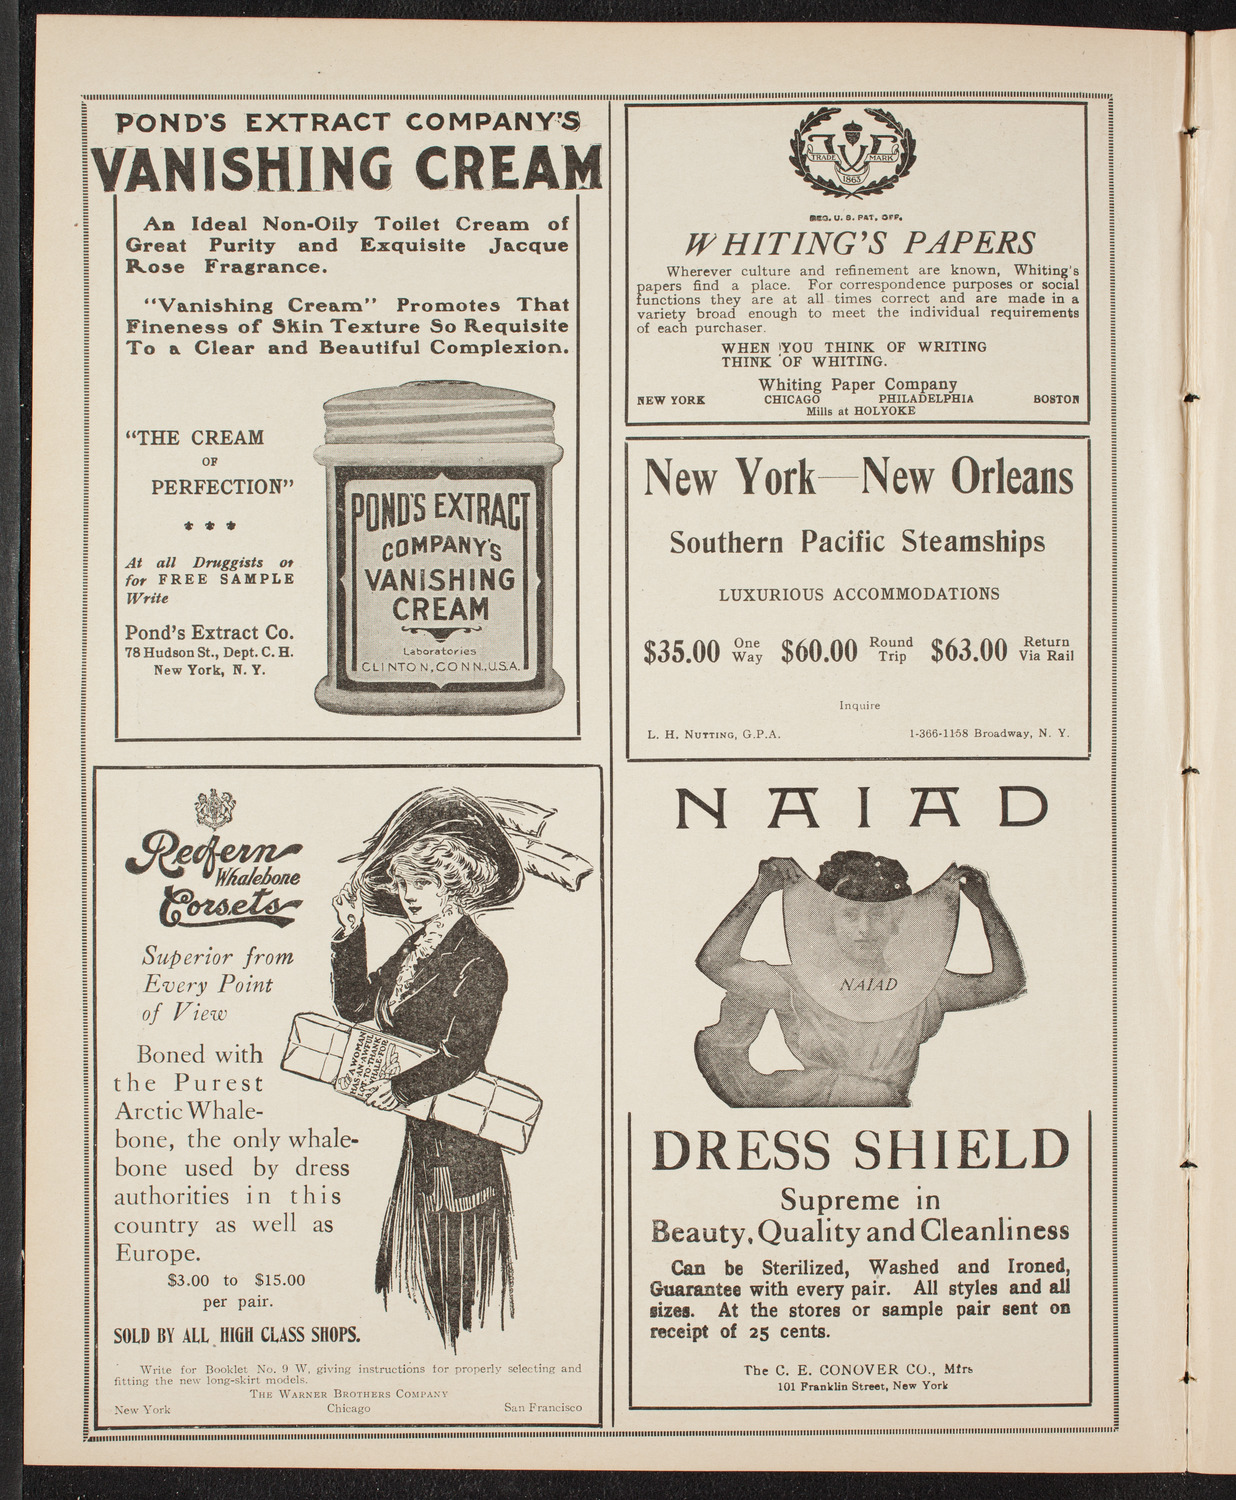 POND'S EXTRACT COMPANY'S
VANISHING CREAM
An Ideal Non-Oily Toilet Cream of
Great Purity and Exquisite Jacque
Rose Fragrance.
"Vanishing Cream" Promotes That
Fineness of Skin Texture So Requisite
To a Clear and Beautiful Complexion.
"THE CREAM
OF
PERFECTION"
* * *
At all Druggists or
for FREE SAMPLE
Write
Pond's Extract Co.
78 Hudson St., Dept. C. H.
New York, N. Y.
POND'S EXTRACT
COMPANY'S
VANISHING
CREAM
Laboratories
CLINTON, CONN., U.S.A.
Redfern
Whalebone
Corsets
Superior from
Every Point
of View
Boned with
the Purest
Arctic Whale-
bone, the only whale-
bone used by dress
authorities in this
country as well as
Europe.
$3.00 to $15.00
per pair.
SOLD BY ALL HIGH CLASS SHOPS.
A WOMAN
HAS AN AWFUL
LOT TO THANK
A WHALE FOR
Write for Booklet No. 9 W, giving instructions for properly selecting and
fitting the new long-skirt models.
THE WARNER BROTHERS COMPANY
New York Chicago San Francisco
TRADE MARK
1863
REG. U. S. PAT. OFF.
WHITING'S PAPERS
Wherever culture and refinement are known, Whiting's
papers find a place. For correspondence purposes or social
functions they are at all times correct and are made in a
variety broad enough to meet the individual requirements
of each purchaser.
WHEN YOU THINK OF WRITING
THINK OF WHITING.
Whiting Paper Company
NEW YORK CHICAGO PHILADELPHIA BOSTON
Mills at HOLYOKE
New York—New Orleans
Southern Pacific Steamships
LUXURIOUS ACCOMMODATIONS
$35.00 One Way $60.00 Round Trip $63.00 Return Via Rail
Inquire
L. H. NUTTING, G.P.A. 1-366-1158 Broadway, N. Y.
NAIAD
NAIAD
DRESS SHIELD
Supreme in
Beauty, Quality and Cleanliness
Can be Sterilized, Washed and Ironed,
Guarantee with every pair. All styles and all
sizes. At the stores or sample pair sent on
receipt of 25 cents.
The C. E. CONOVER CO., Mfrs
101 Franklin Street, New York